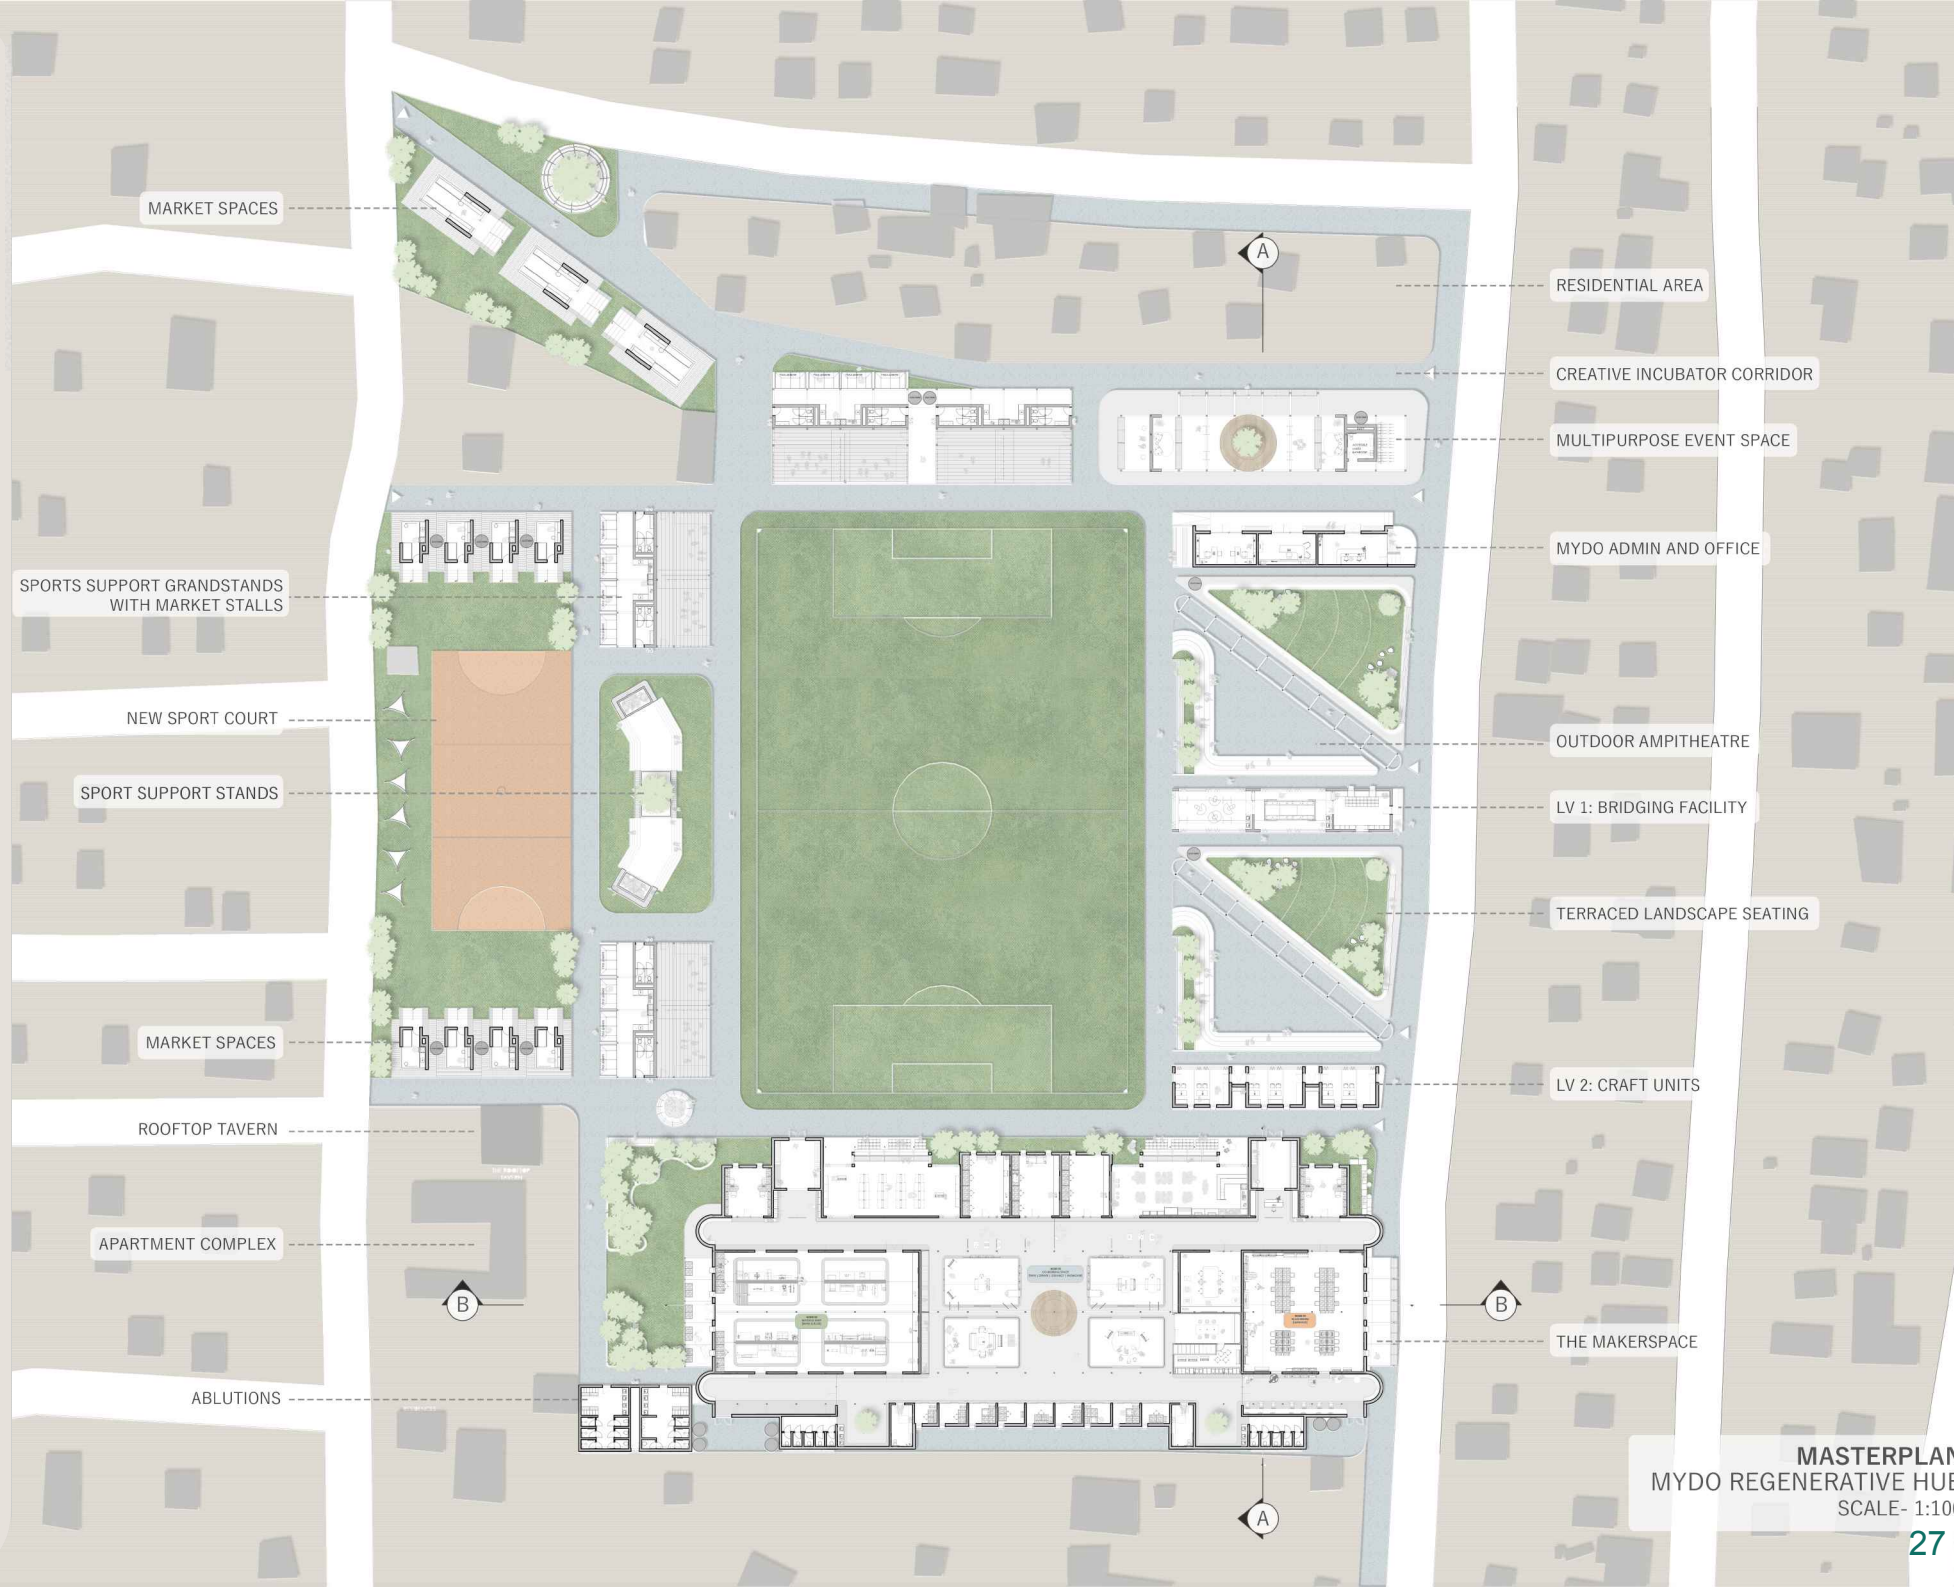 MARKET SPACES
SPORTS SUPPORT GRANDSTANDS
WITH MARKET STALLS
NEW SPORT COURT
SPORT SUPPORT STANDS
MARKET SPACES
ROOFTOP TAVERN
APARTMENT COMPLEX
ABLUTIONS
A
B
B
A
RESIDENTIAL AREA
CREATIVE INCUBATOR CORRIDOR
MULTIPURPOSE EVENT SPACE
MYDO ADMIN AND OFFICE
OUTDOOR AMPITHEATRE
LV 1: BRIDGING FACILITY
TERRACED LANDSCAPE SEATING
LV 2: CRAFT UNITS
THE MAKERSPACE
MASTERPLAN
MYDO REGENERATIVE HUB
SCALE- 1:100
27